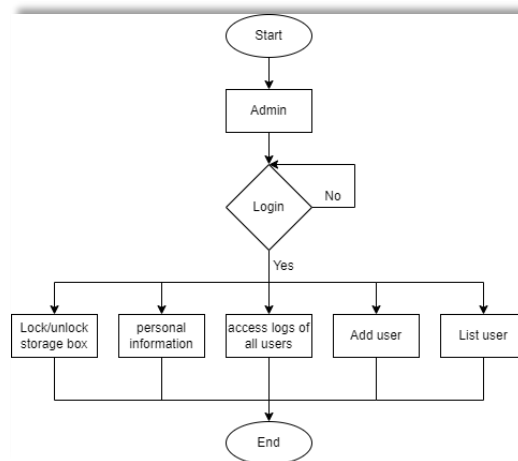 Start
Admin
Login
No
Yes
Lock/unlock
storage box
personal
information
access logs of
all users
Add user
List user
End